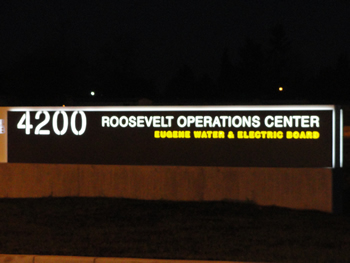 4200 ROOSEVELT OPERATIONS CENTER
EUGENE WATER & ELECTRIC BOARD